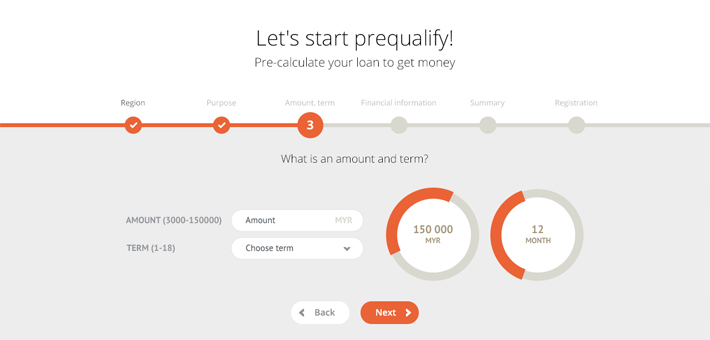 Let's start prequalify!
Pre-calculate your loan to get money
Region Purpose Amount, term Financial information Summary Registration
3
What is an amount and term?
AMOUNT (3000-150000) Amount MYR
TERM (1-18) Choose term
150 000
MYR
12
MONTH
Back Next